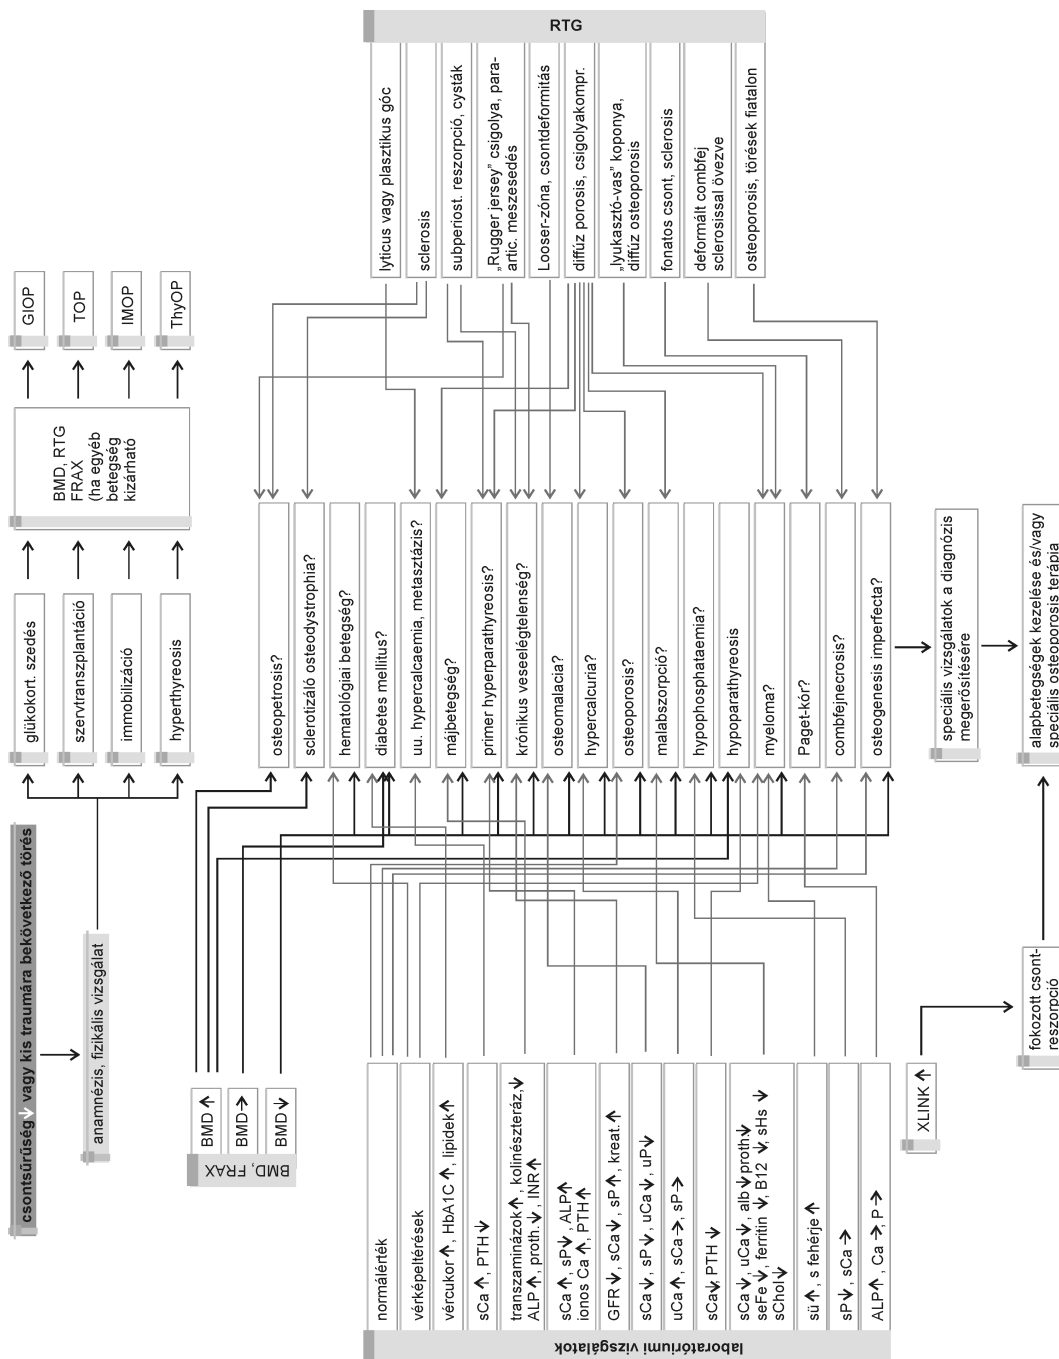 csontsűrűség ↓ vagy kis traumára bekövetkező törés
anamnézis, fizikális vizsgálat
glükokort. szedés
szervtranszplantáció
immobilizáció
hyperthyreosis
BMD, RTG
FRAX
(ha egyéb
betegség
kizárható
GIOP
TOP
IMOP
ThyOP
BMD, FRAX
BMD ↑
BMD→
BMD ↓
laboratóriumi vizsgálatok
normálérték
vérképeltérések
vércukor ↑, HbA1C ↑, lipidek ↑
sCa ↑, PTH ↓
transzaminázok ↑, kolinészteráz, ↓
ALP ↑, proth. ↓, INR ↑
sCa ↑, sP↓, ALP↑
ionos Ca ↑, PTH ↑
GFR ↓, sCa ↓, sP ↑, kreat. ↑
sCa ↓, sP ↓, uCa ↓, uP↓
uCa ↑, sCa →, sP→
sCa↓, PTH ↓
sCa ↓, uCa ↓, alb ↓ proth.↓
seFe ↓, ferritin ↓, B12 ↓, sHs ↓
sChol ↓
sü ↑, s fehérje ↑
sP↓, sCa →
ALP ↑, Ca →, P →
osteopetrosis?
sclerotizáló osteodystrophia?
hematológiai betegség?
diabetes mellitus?
uu. hypercalcaemia, metasztázis?
májbetegség?
primer hyperparathyreosis?
krónikus veseelégtelenség?
osteomalacia?
hypercalcuria?
osteoporosis?
malabszorpció?
hypophosphataemia?
hypoparathyreosis
myeloma?
Paget-kór?
combfejnecrosis?
osteogenesis imperfecta?
RTG
lyticus vagy plasztikus góc
sclerosis
subperiost. reszorpció, cysták
„Rugger jersey” csigolya, para-
artic. meszesedés
Looser-zóna, csontdeformitás
diffúz porosis, csigolyakompr.
„lyukasztó-vas” koponya,
diffúz osteoporosis
fonatos csont, sclerosis
deformált combfej
sclerosissal övezve
osteoporosis, törések fiatalon
XLINK ↑
fokozott csont-
reszorpció
speciális vizsgálatok a diagnózis
megerősítésére
alapbetegségek kezelése és/vagy
speciális osteoporosis terápia